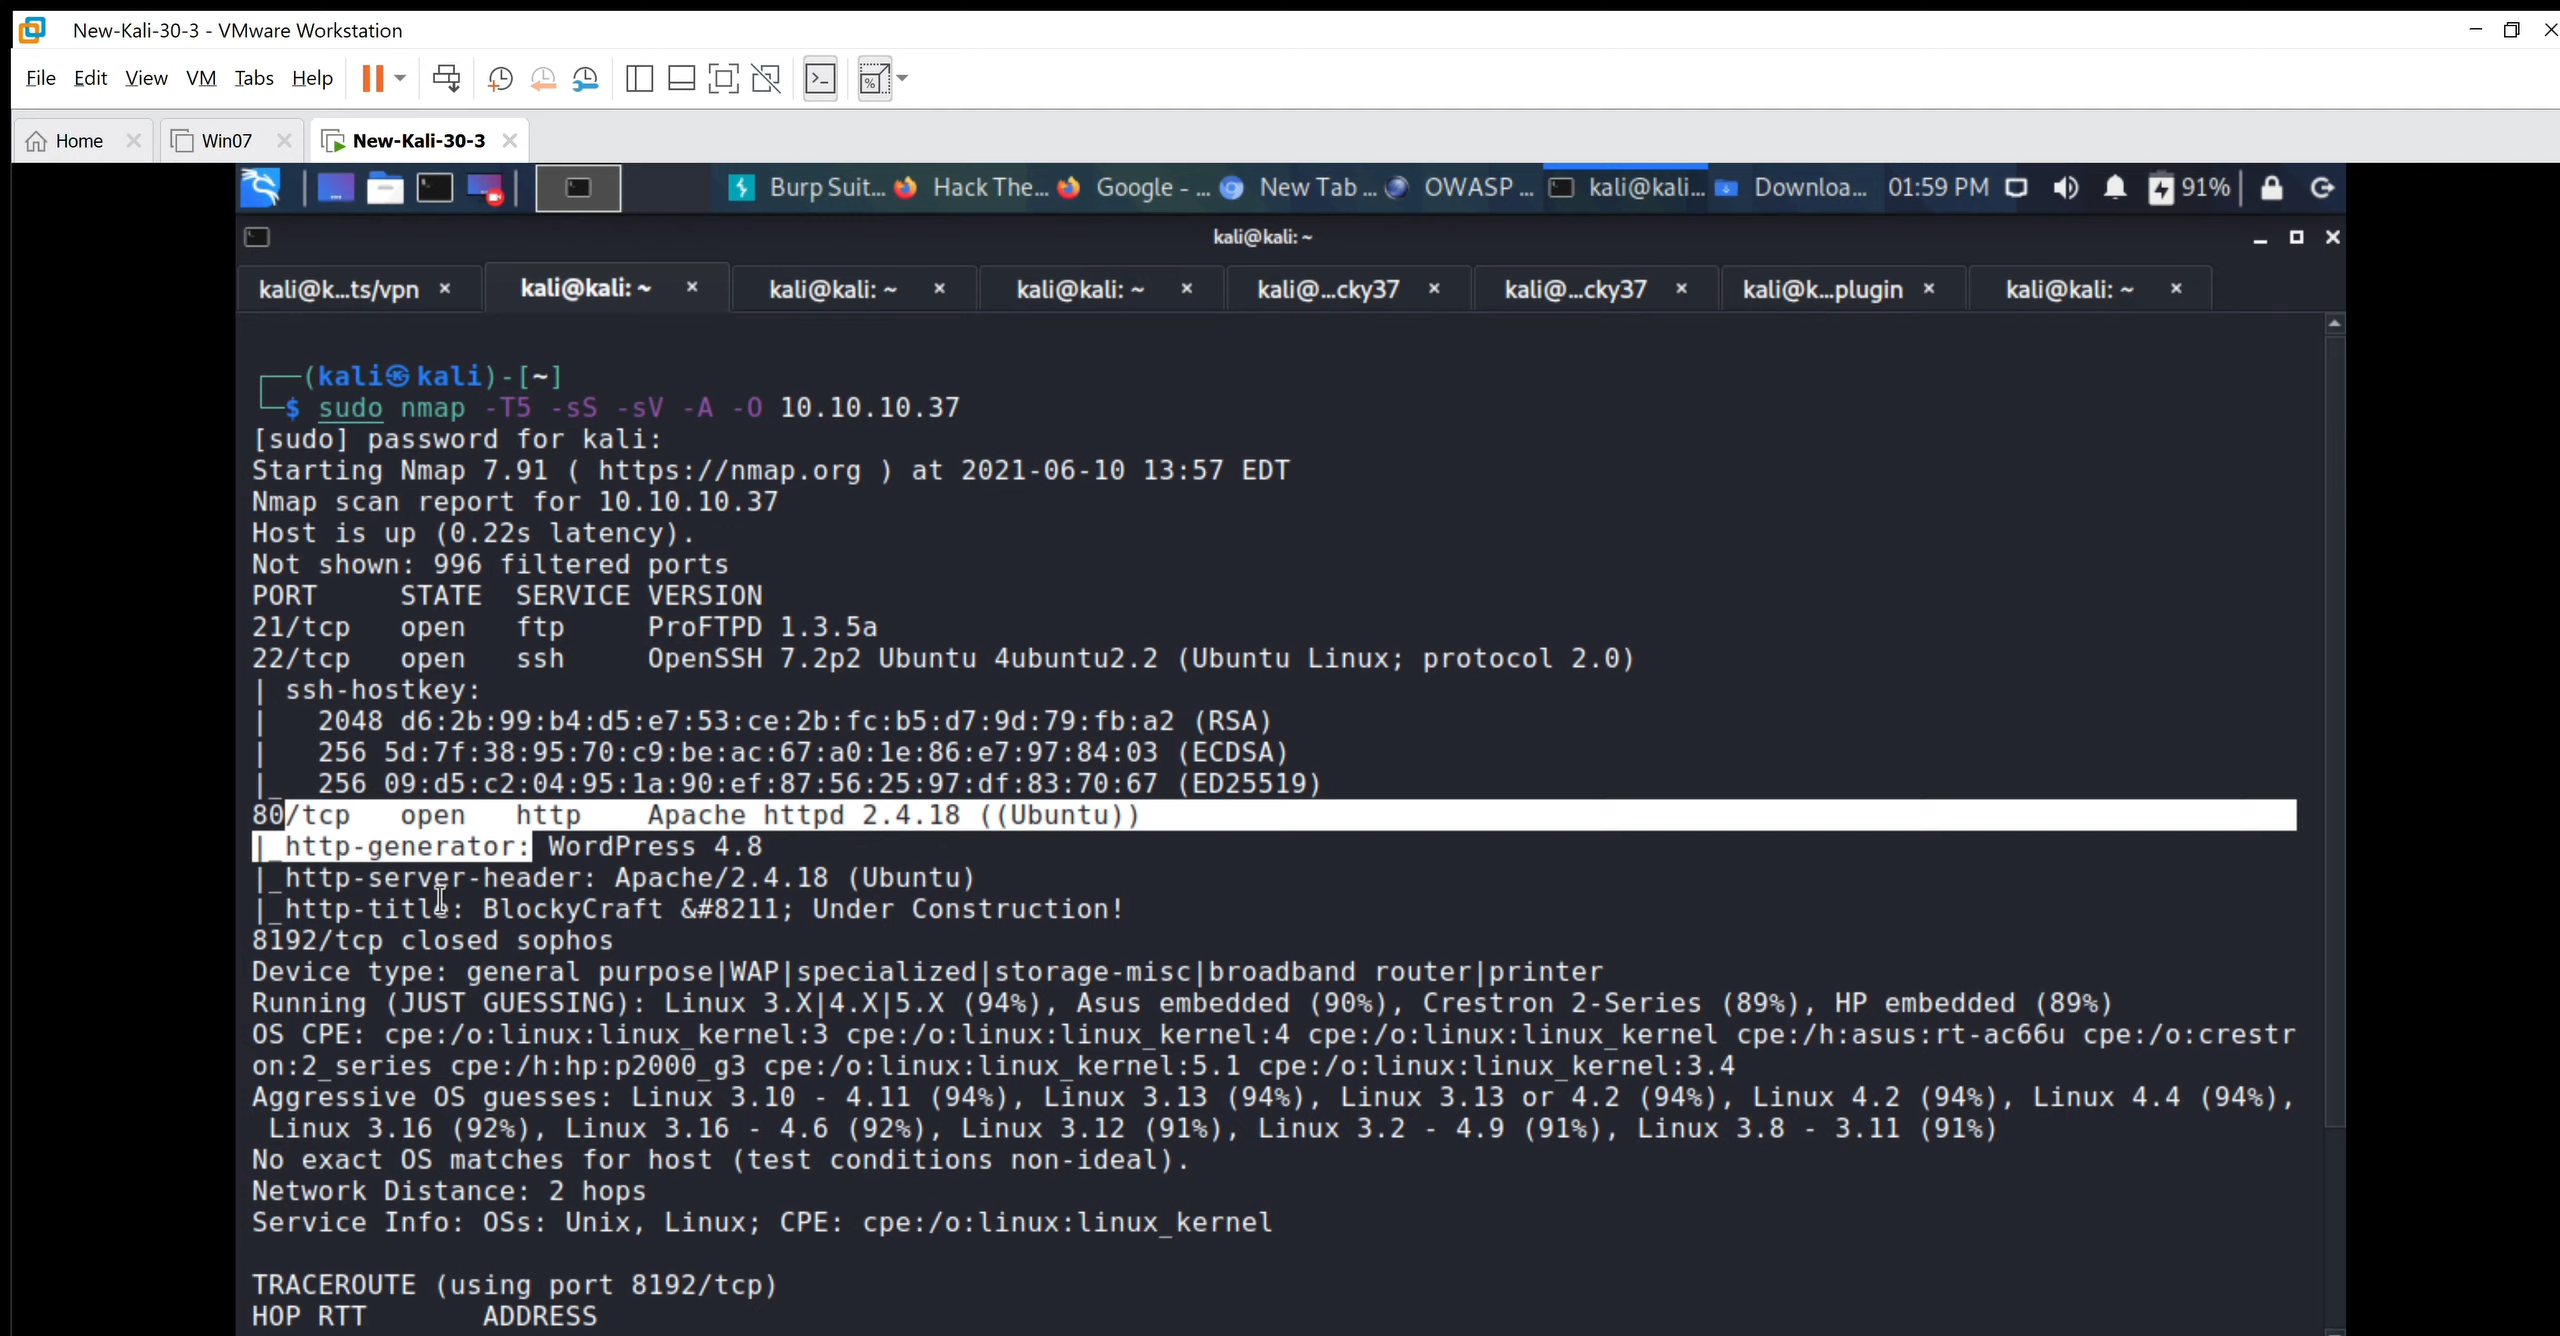 New-Kali-30-3 - VMware Workstation
File Edit View VM Tabs Help
Home Win07 New-Kali-30-3
Burp Suit... Hack The... Google - ... New Tab ... OWASP ... kali@kali... Downloa... 01:59 PM 91%
kali@kali: ~
kali@k...ts/vpn kali@kali: ~ kali@kali: ~ kali@kali: ~ kali@...cky37 kali@...cky37 kali@k...plugin kali@kali: ~
┌──(kali㉿kali)-[~]
└─$ sudo nmap -T5 -sS -sV -A -O 10.10.10.37
[sudo] password for kali:
Starting Nmap 7.91 ( https://nmap.org ) at 2021-06-10 13:57 EDT
Nmap scan report for 10.10.10.37
Host is up (0.22s latency).
Not shown: 996 filtered ports
PORT     STATE  SERVICE VERSION
21/tcp   open   ftp     ProFTPD 1.3.5a
22/tcp   open   ssh     OpenSSH 7.2p2 Ubuntu 4ubuntu2.2 (Ubuntu Linux; protocol 2.0)
| ssh-hostkey:
|   2048 d6:2b:99:b4:d5:e7:53:ce:2b:fc:b5:d7:9d:79:fb:a2 (RSA)
|   256 5d:7f:38:95:70:c9:be:ac:67:a0:1e:86:e7:97:84:03 (ECDSA)
|_  256 09:d5:c2:04:95:1a:90:ef:87:56:25:97:df:83:70:67 (ED25519)
80/tcp   open   http    Apache httpd 2.4.18 ((Ubuntu))
|_http-generator: WordPress 4.8
|_http-server-header: Apache/2.4.18 (Ubuntu)
|_http-title: BlockyCraft &#8211; Under Construction!
8192/tcp closed sophos
Device type: general purpose|WAP|specialized|storage-misc|broadband router|printer
Running (JUST GUESSING): Linux 3.X|4.X|5.X (94%), Asus embedded (90%), Crestron 2-Series (89%), HP embedded (89%)
OS CPE: cpe:/o:linux:linux_kernel:3 cpe:/o:linux:linux_kernel:4 cpe:/o:linux:linux_kernel cpe:/h:asus:rt-ac66u cpe:/o:crestr
on:2_series cpe:/h:hp:p2000_g3 cpe:/o:linux:linux_kernel:5.1 cpe:/o:linux:linux_kernel:3.4
Aggressive OS guesses: Linux 3.10 - 4.11 (94%), Linux 3.13 (94%), Linux 3.13 or 4.2 (94%), Linux 4.2 (94%), Linux 4.4 (94%),
Linux 3.16 (92%), Linux 3.16 - 4.6 (92%), Linux 3.12 (91%), Linux 3.2 - 4.9 (91%), Linux 3.8 - 3.11 (91%)
No exact OS matches for host (test conditions non-ideal).
Network Distance: 2 hops
Service Info: OSs: Unix, Linux; CPE: cpe:/o:linux:linux_kernel
TRACEROUTE (using port 8192/tcp)
HOP RTT       ADDRESS